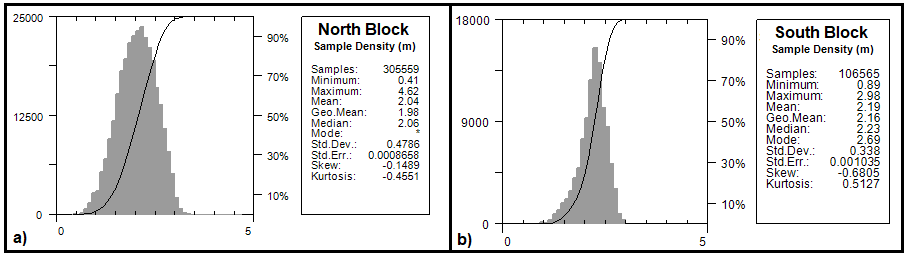 25000
12500
0
0
5
90%
70%
50%
30%
10%
a)
North Block
Sample Density (m)
Samples: 305559
Minimum: 0.41
Maximum: 4.62
Mean: 2.04
Geo.Mean: 1.98
Median: 2.06
Mode: *
Std.Dev.: 0.4786
Std.Err.: 0.0008658
Skew: -0.1489
Kurtosis: -0.4551
18000
9000
0
0
5
90%
70%
50%
30%
10%
b)
South Block
Sample Density (m)
Samples: 106565
Minimum: 0.89
Maximum: 2.98
Mean: 2.19
Geo.Mean: 2.16
Median: 2.23
Mode: 2.69
Std.Dev.: 0.338
Std.Err.: 0.001035
Skew: -0.6805
Kurtosis: 0.5127